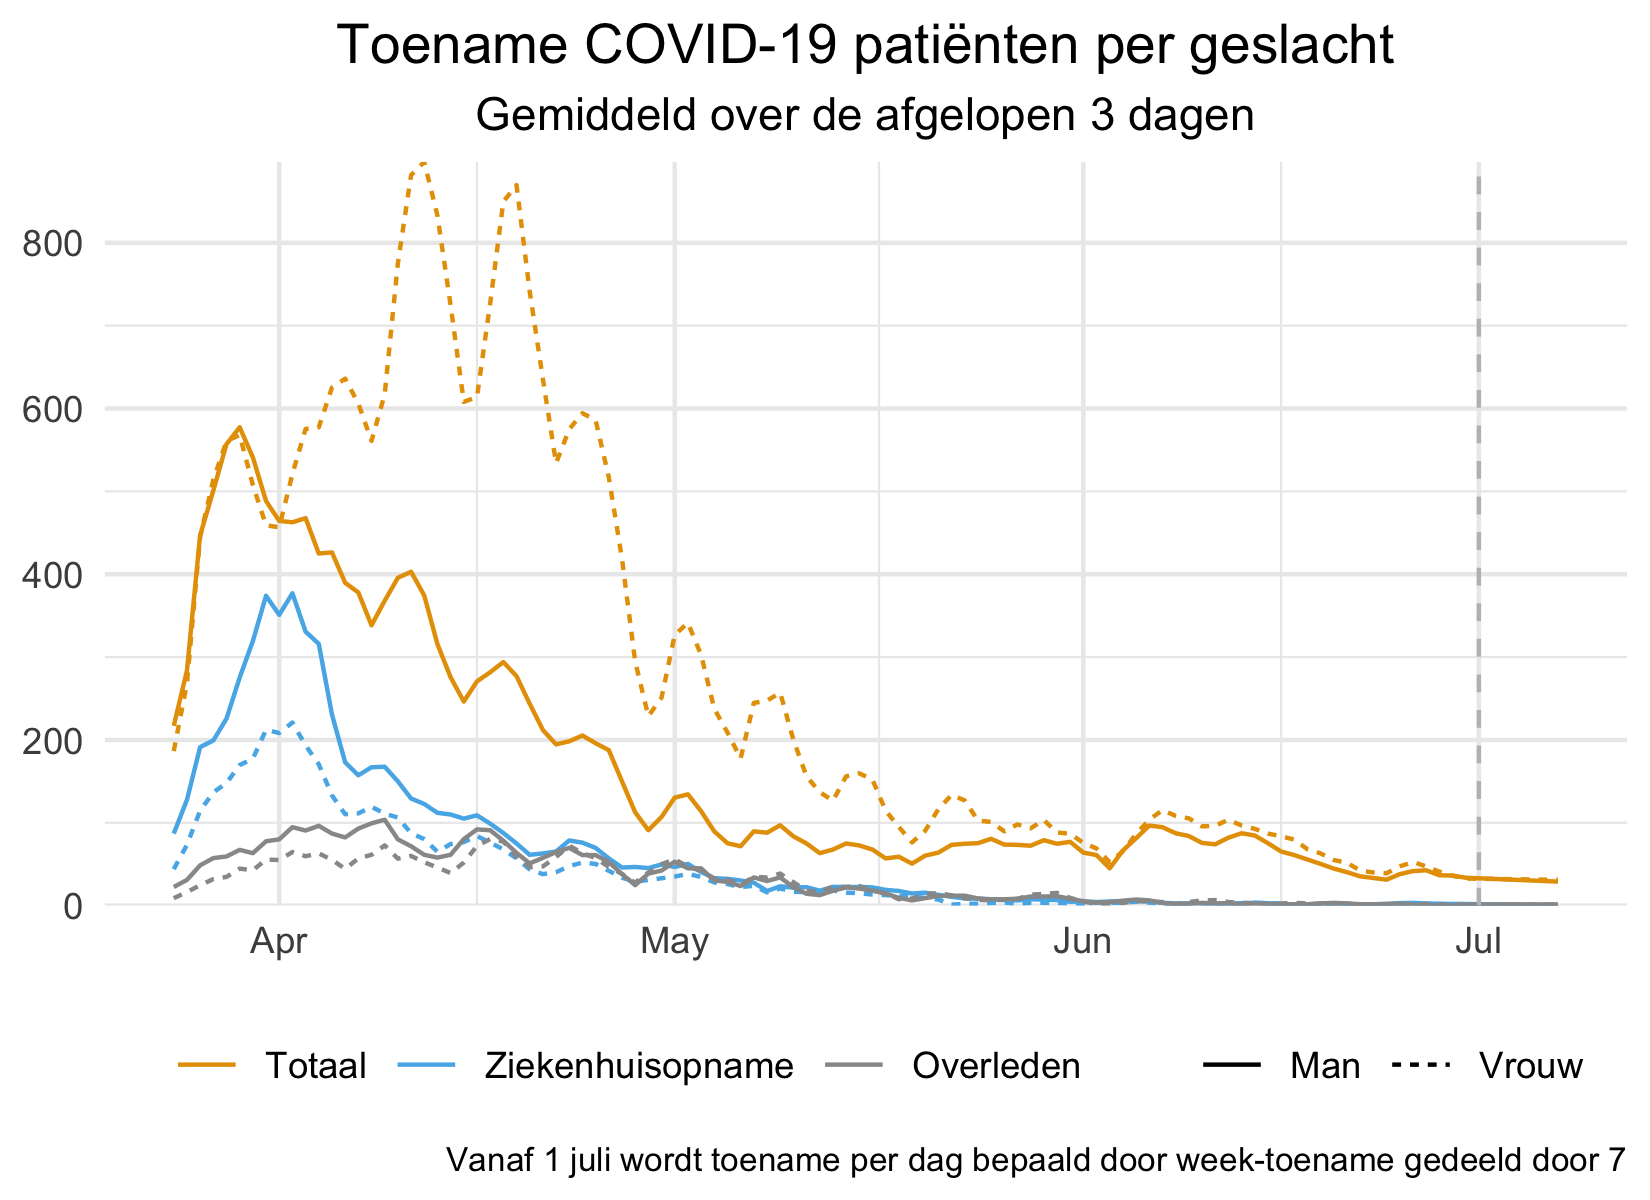 Toename COVID-19 patiënten per geslacht
Gemiddeld over de afgelopen 3 dagen
800
600
400
200
0
Apr May Jun Jul
Totaal Ziekenhuisopname Overleden Man Vrouw
Vanaf 1 juli wordt toename per dag bepaald door week-toename gedeeld door 7